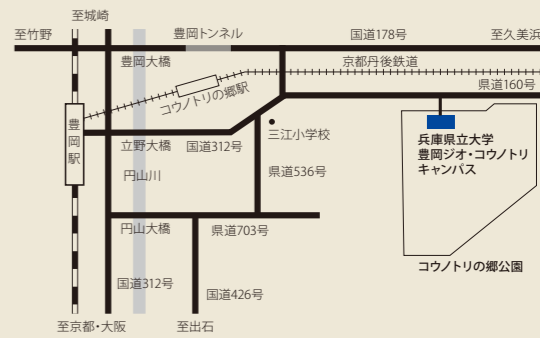 至城崎
至竹野
豊岡トンネル
国道178号
至久美浜
豊岡大橋
京都丹後鉄道
コウノトリの郷駅
県道160号
豊岡駅
立野大橋
国道312号
三江小学校
兵庫県立大学
豊岡ジオ・コウノトリ
キャンパス
円山川
県道536号
円山大橋
県道703号
コウノトリの郷公園
国道312号
国道426号
至京都・大阪
至出石